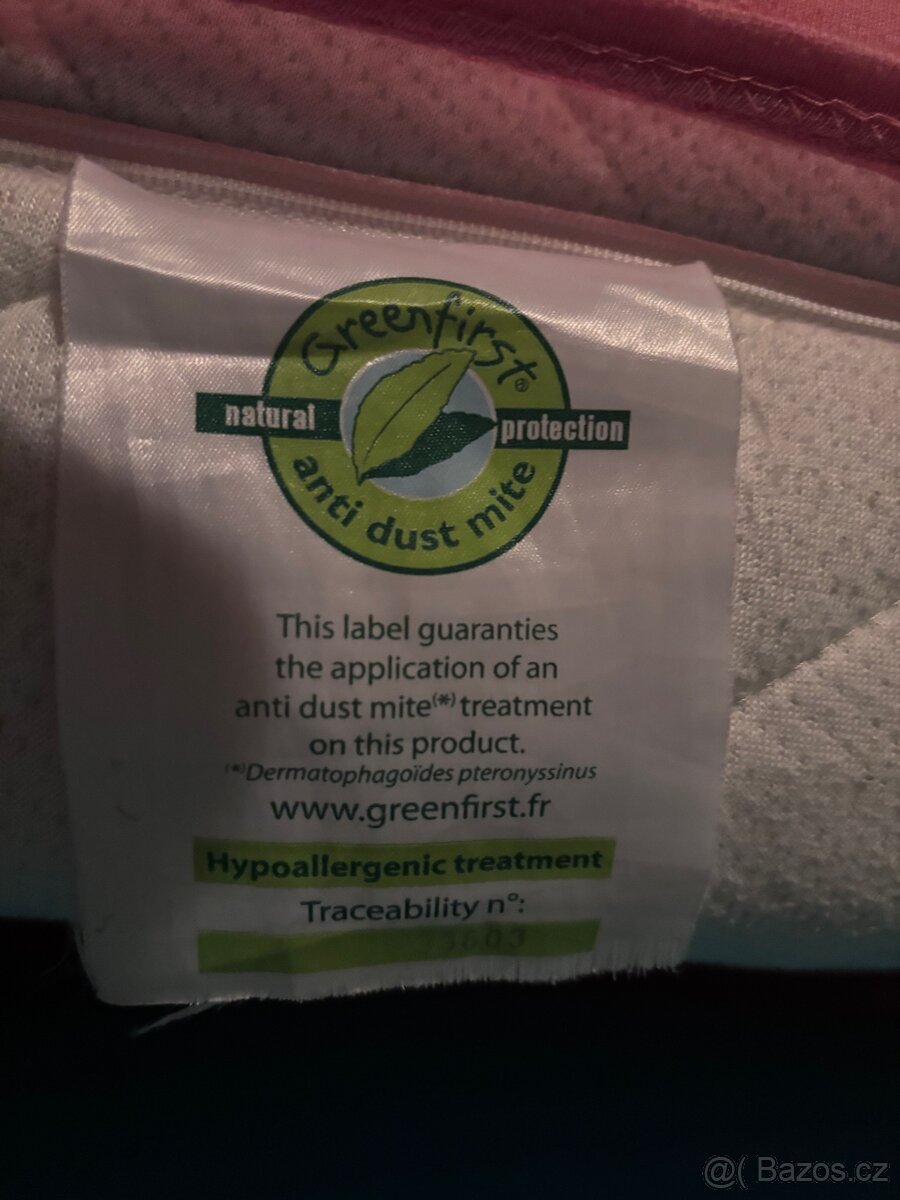 Greenfirst®
natural protection
anti dust mite
This label guaranties
the application of an
anti dust mite(*) treatment
on this product.
(*)Dermatophagoïdes pteronyssinus
www.greenfirst.fr
Hypoallergenic treatment
Traceability n°:
@( Bazos.cz